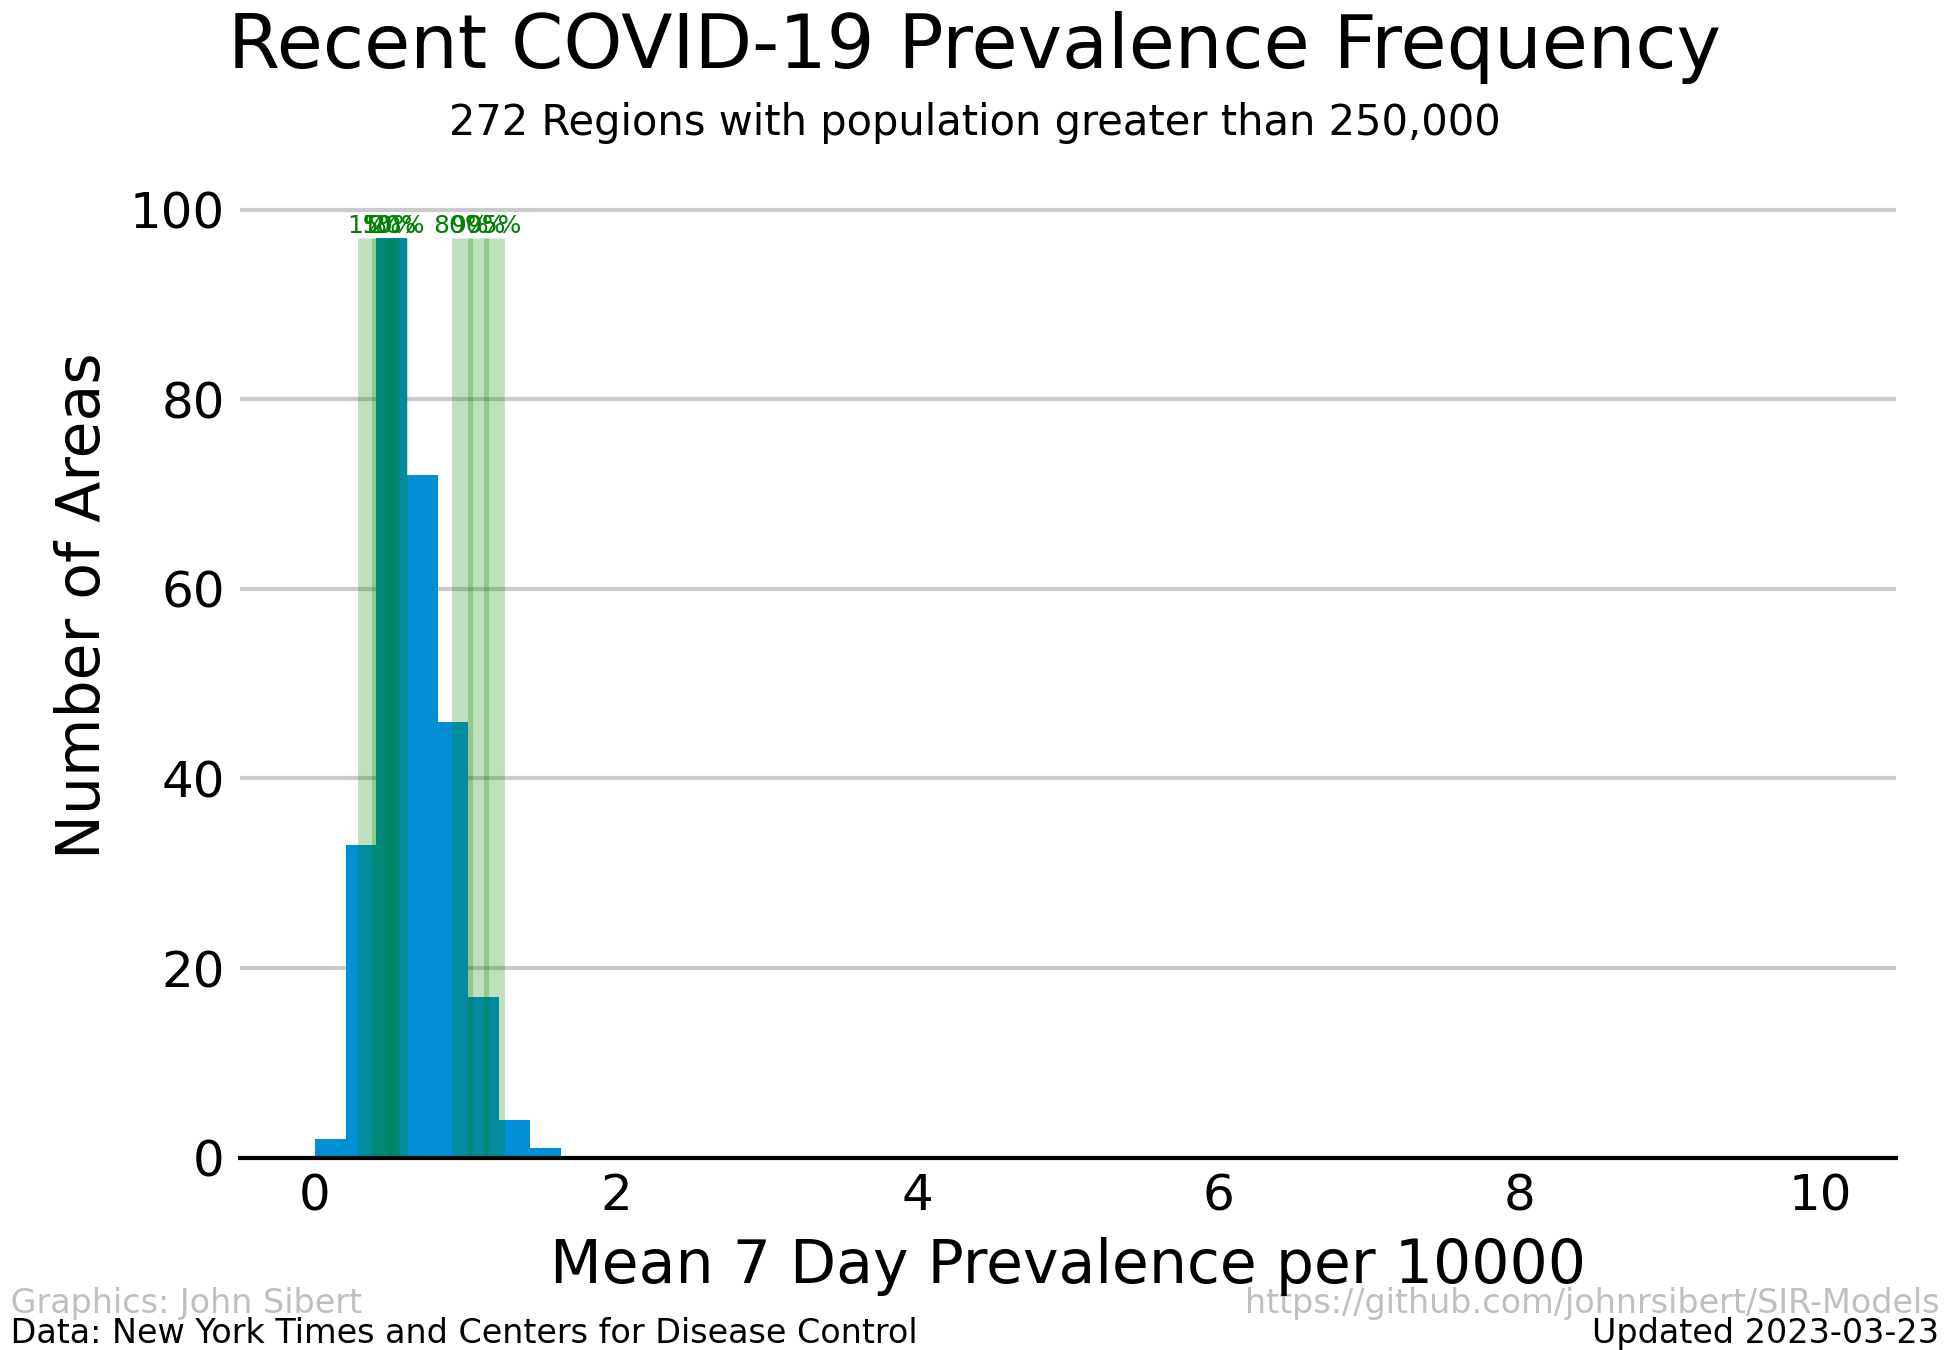 Recent COVID-19 Prevalence Frequency
272 Regions with population greater than 250,000
100
80
60
40
20
0
80%
95%
Number of Areas
0 2 4 6 8 10
Mean 7 Day Prevalence per 10000
Graphics: John Sibert
https://github.com/johnrsibert/SIR-Models
Data: New York Times and Centers for Disease Control
Updated 2023-03-23